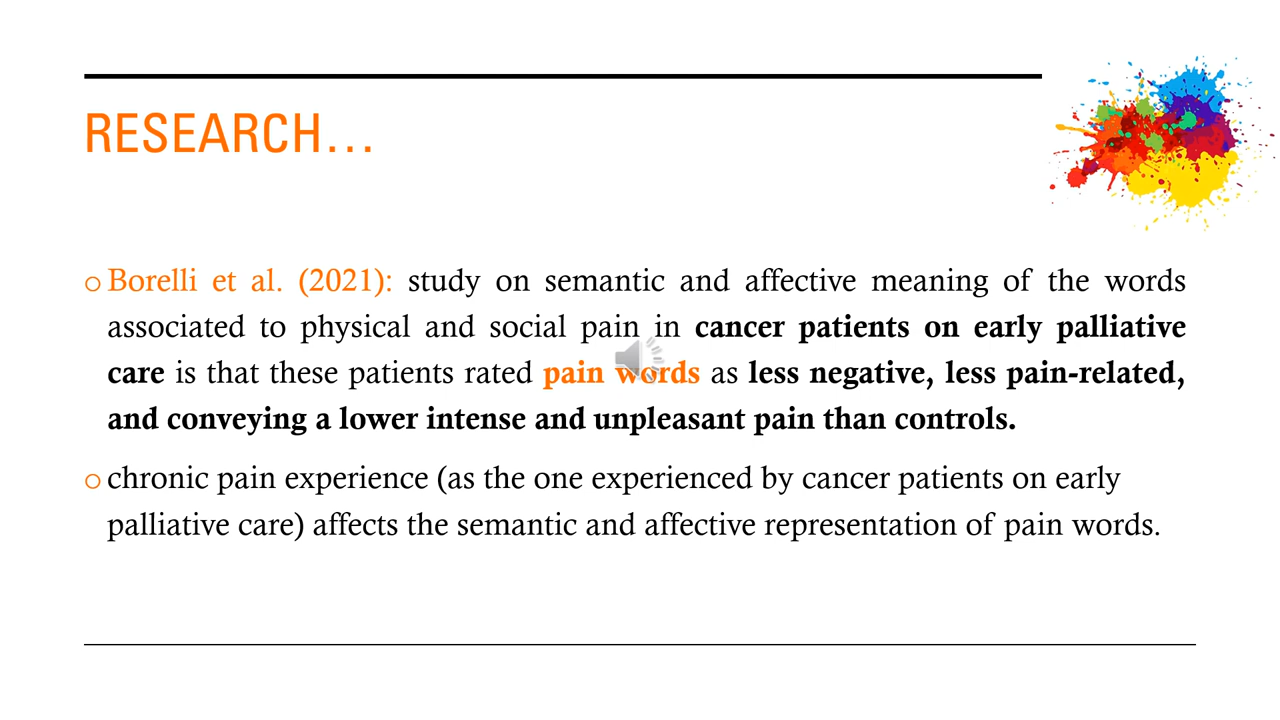 RESEARCH...
Borelli et al. (2021): study on semantic and affective meaning of the words
associated to physical and social pain in cancer patients on early palliative
care is that these patients rated pain words as less negative, less pain-related,
and conveying a lower intense and unpleasant pain than controls.
chronic pain experience (as the one experienced by cancer patients on early
palliative care) affects the semantic and affective representation of pain words.